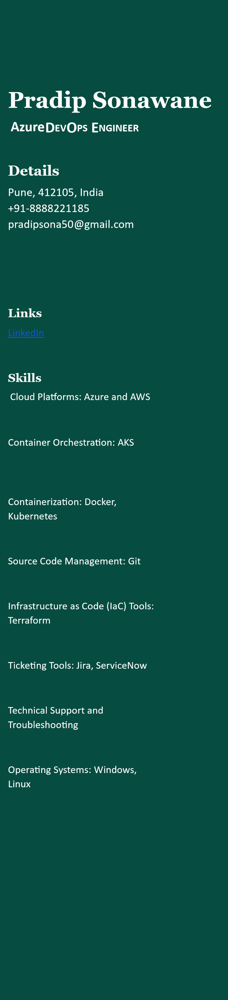 Pradip Sonawane
AzureDEVOPS ENGINEER
Details
Pune, 412105, India
+91-8888221185
pradipsona50@gmail.com
Links
LinkedIn
Skills
Cloud Platforms: Azure and AWS
Container Orchestration: AKS
Containerization: Docker,
Kubernetes
Source Code Management: Git
Infrastructure as Code (IaC) Tools:
Terraform
Ticketing Tools: Jira, ServiceNow
Technical Support and
Troubleshooting
Operating Systems: Windows,
Linux